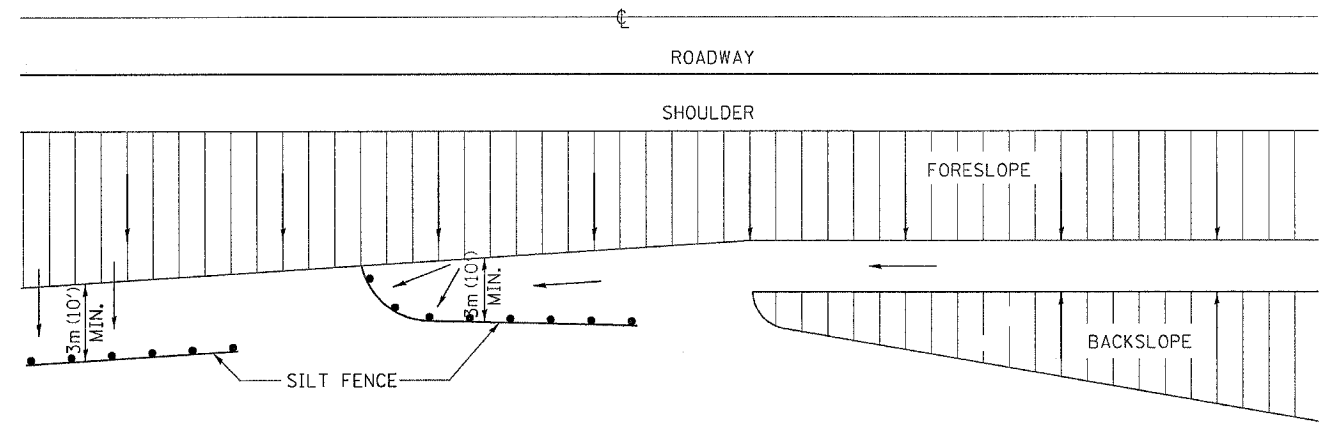 ℄
ROADWAY
SHOULDER
FORESLOPE
3m (10')
MIN.
3m (10')
MIN.
BACKSLOPE
SILT FENCE